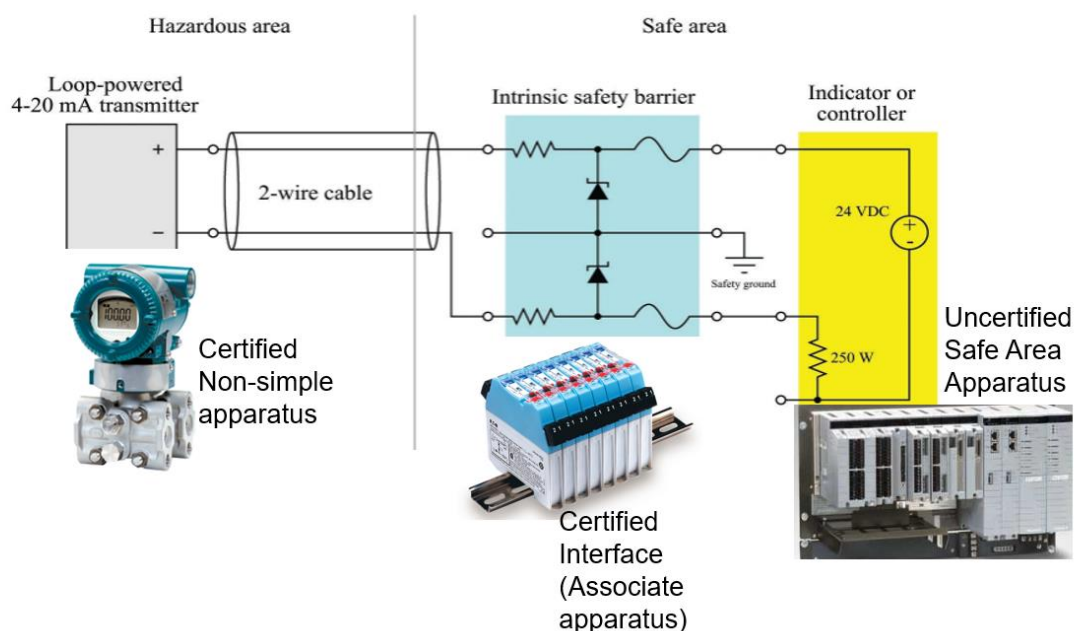 Hazardous area
Safe area
Loop-powered
4-20 mA transmitter
Intrinsic safety barrier
Indicator or
controller
+
2-wire cable
24 VDC
+
-
−
Safety ground
250 W
10000
Certified
Non-simple
apparatus
Uncertified
Safe Area
Apparatus
Certified
Interface
(Associate
apparatus)